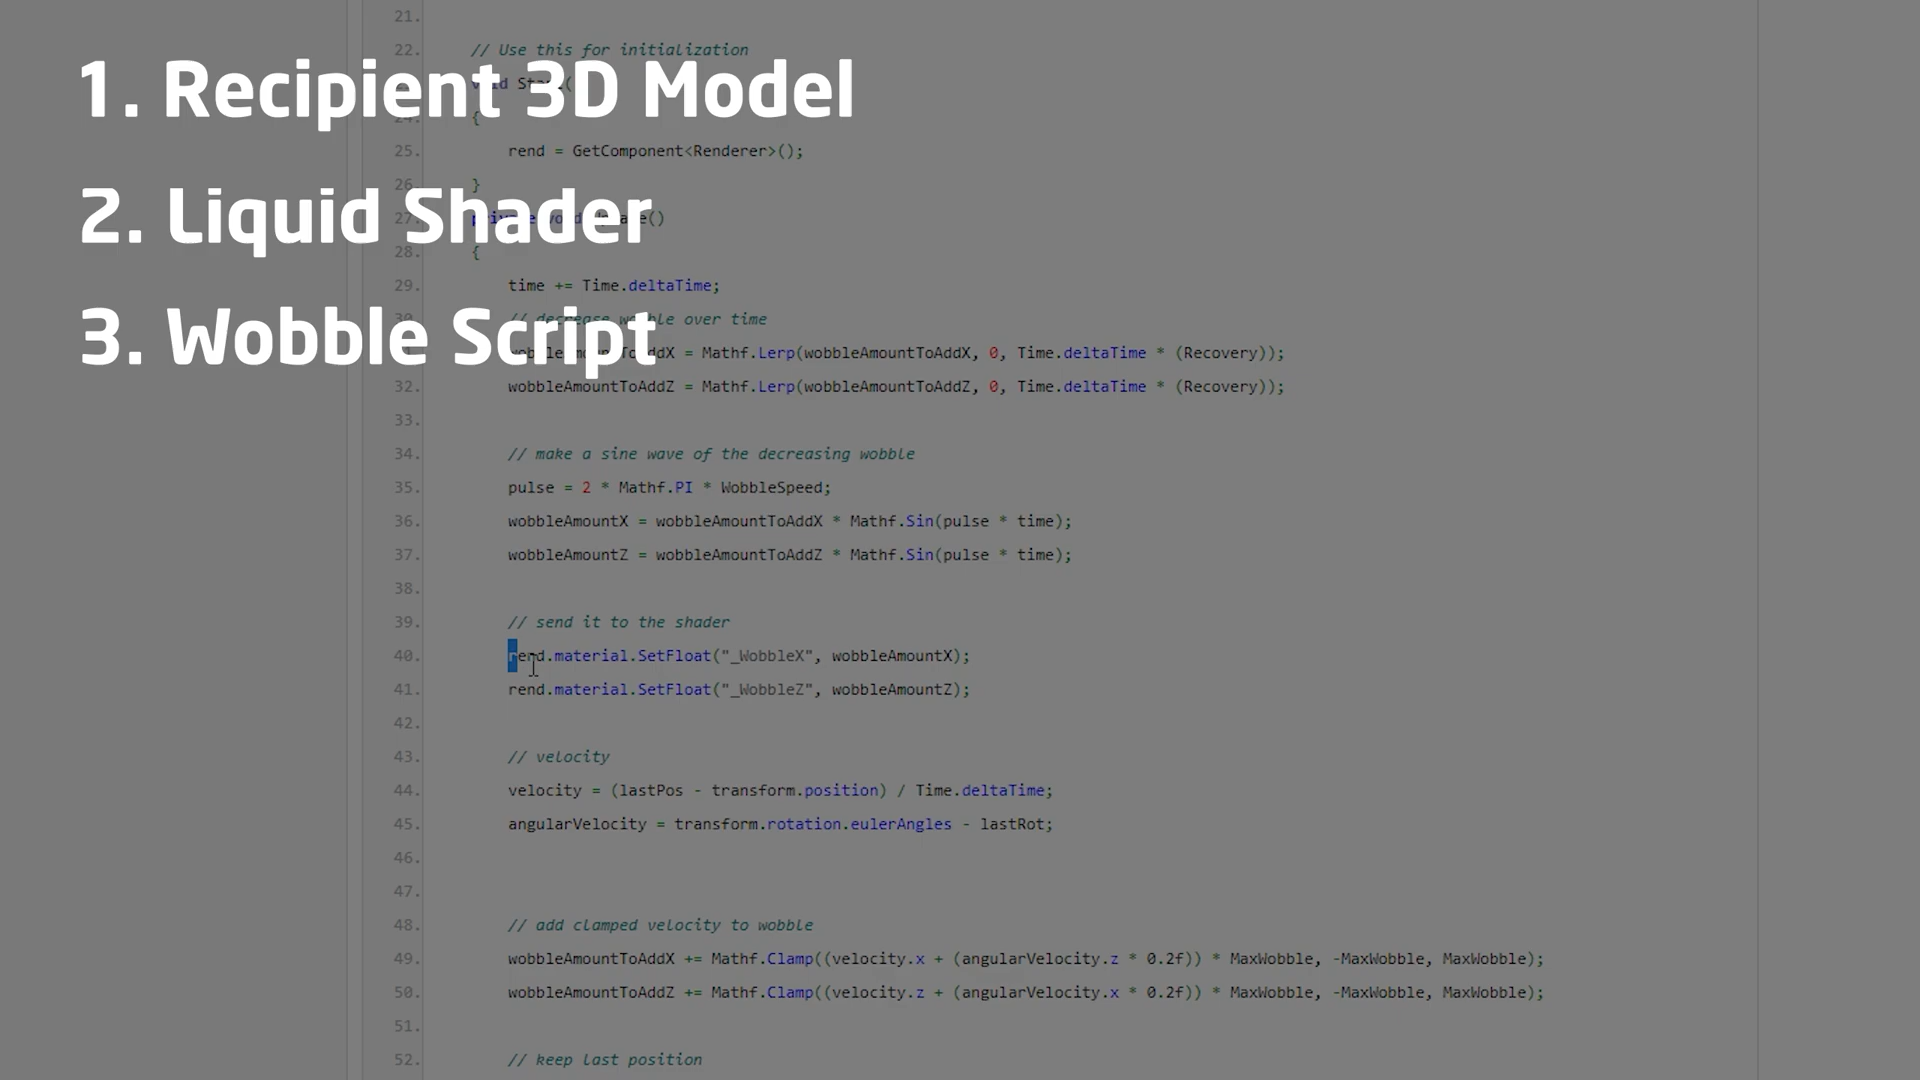 1. Recipient 3D Model
2. Liquid Shader
3. Wobble Script
21.
22. // Use this for initialization
{
25. rend = GetComponent<Renderer>();
26. }
27. ()
28. {
29. time += Time.deltaTime;
// decrease wobble over time
= Mathf.Lerp(wobbleAmountToAddX, 0, Time.deltaTime * (Recovery));
32. wobbleAmountToAddZ = Mathf.Lerp(wobbleAmountToAddZ, 0, Time.deltaTime * (Recovery));
33.
34. // make a sine wave of the decreasing wobble
35. pulse = 2 * Mathf.PI * WobbleSpeed;
36. wobbleAmountX = wobbleAmountToAddX * Mathf.Sin(pulse * time);
37. wobbleAmountZ = wobbleAmountToAddZ * Mathf.Sin(pulse * time);
38.
39. // send it to the shader
40. rend.material.SetFloat("_WobbleX", wobbleAmountX);
41. rend.material.SetFloat("_WobbleZ", wobbleAmountZ);
42.
43. // velocity
44. velocity = (lastPos - transform.position) / Time.deltaTime;
45. angularVelocity = transform.rotation.eulerAngles - lastRot;
46.
47.
48. // add clamped velocity to wobble
49. wobbleAmountToAddX += Mathf.Clamp((velocity.x + (angularVelocity.z * 0.2f)) * MaxWobble, -MaxWobble, MaxWobble);
50. wobbleAmountToAddZ += Mathf.Clamp((velocity.z + (angularVelocity.x * 0.2f)) * MaxWobble, -MaxWobble, MaxWobble);
51.
52. // keep last position